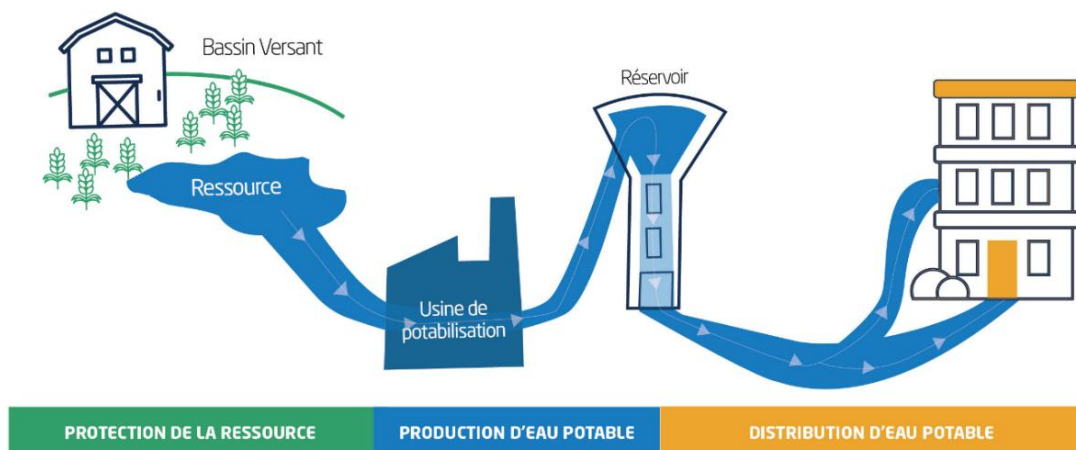 Bassin Versant
Réservoir
Ressource
Usine de
potabilisation
PROTECTION DE LA RESSOURCE
PRODUCTION D'EAU POTABLE
DISTRIBUTION D'EAU POTABLE